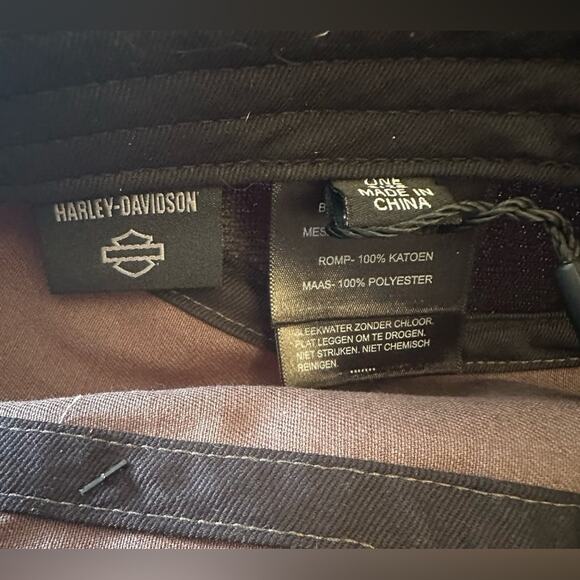 HARLEY-DAVIDSON
ONE
MADE IN
CHINA
ROMP- 100% KATOEN
MAAS- 100% POLYESTER
BLEEKWATER ZONDER CHLOOR.
PLAT LEGGEN OM TE DROGEN.
NIET STRIJKEN. NIET CHEMISCH
REINIGEN.